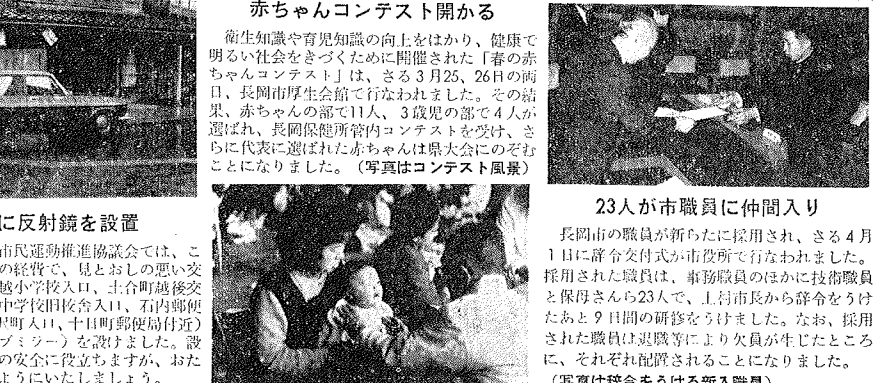 赤ちゃんコンテスト開かる
衛生知識や育児知識の向上をはかり、健康で
明るい社会をきづくために開催された「春の赤
ちゃんコンテスト」は、さる3月25、26日の両
日、長岡市厚生会館で行なわれました。その結
果、赤ちゃんの部で11人、3歳児の部で4人が
選ばれ、長岡保健所管内コンテストを受け、さ
らに代表に選ばれた赤ちゃんは県大会にのぞむ
ことになりました。(写真はコンテスト風景)
に反射鏡を設置
市民運動推進協議会では、こ
の経費で、見とおしの悪い交
越小学校入口、土合町越後交
中学校旧校舎入口、石内郵便
町入口、十日町郵便局付近)
ブミラー)を設けました。設
の安全に役立ちますが、おた
ようにいたしましょう。
23人が市職員に仲間入り
長岡市の職員が新らたに採用され、さる4月
1日に辞令交付式が市役所で行なわれました。
採用された職員は、事務職員のほかに技術職員
と保母さんら23人で、市長から辞令をうけ
たあと9日間の研修をうけました。なお、採用
された職員は退職等により欠員が生じたところ
に、それぞれ配置されることになりました。
(写真は辞令をうける新入職員)